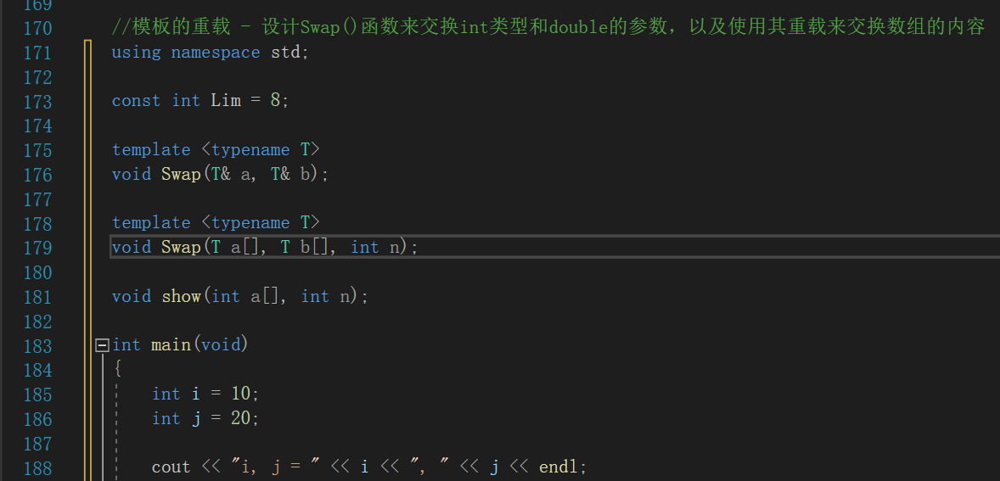 169
170 //模板的重载 - 设计Swap()函数来交换int类型和double的参数，以及使用其重载来交换数组的内容
171 using namespace std;
172
173 const int Lim = 8;
174
175 template <typename T>
176 void Swap(T& a, T& b);
177
178 template <typename T>
179 void Swap(T a[], T b[], int n);
180
181 void show(int a[], int n);
182
183 int main(void)
184 {
185 int i = 10;
186 int j = 20;
187
188 cout << "i, j = " << i << ", " << j << endl;